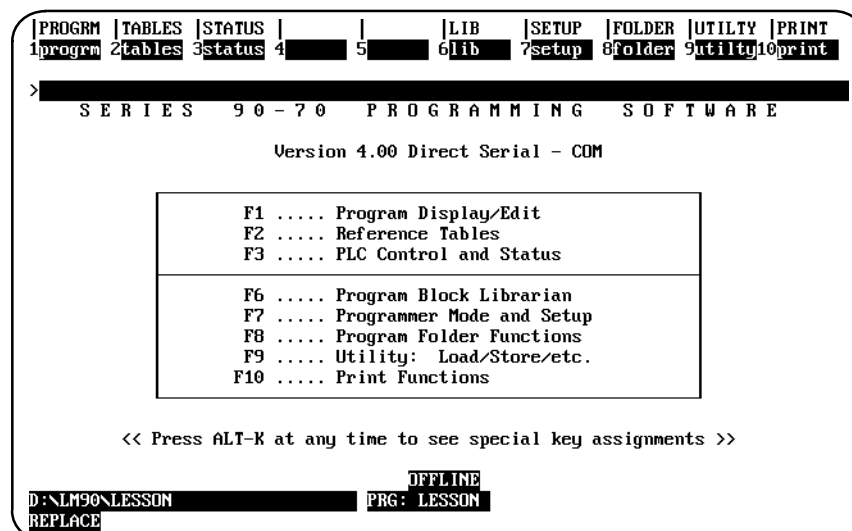 |PROGRM |TABLES |STATUS | | |LIB |SETUP |FOLDER |UTILTY |PRINT
1progrm 2tables 3status 4 5 6lib 7setup 8folder 9utilty10print
>
S E R I E S 9 0 - 7 0 P R O G R A M M I N G S O F T W A R E
Version 4.00 Direct Serial - COM
F1 ..... Program Display/Edit
F2 ..... Reference Tables
F3 ..... PLC Control and Status
F6 ..... Program Block Librarian
F7 ..... Programmer Mode and Setup
F8 ..... Program Folder Functions
F9 ..... Utility: Load/Store/etc.
F10 ..... Print Functions
<< Press ALT-K at any time to see special key assignments >>
OFFLINE
D:\LM90\LESSON PRG: LESSON
REPLACE